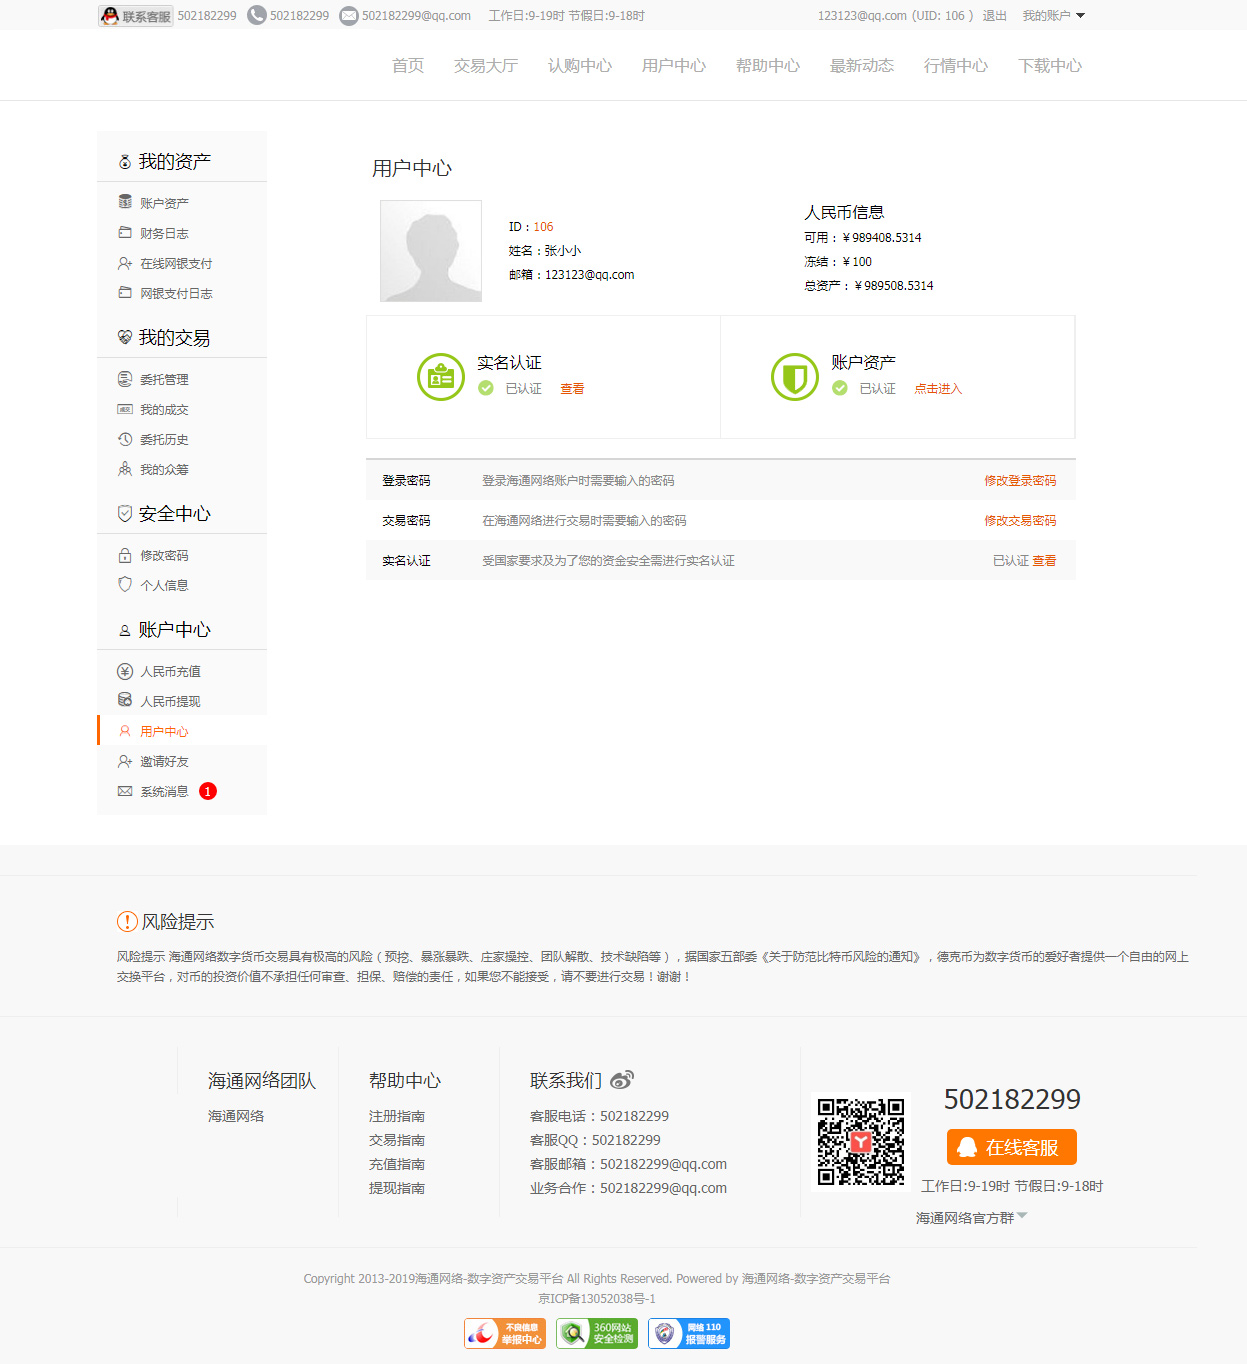 联系客服 502182299 502182299 502182299@qq.com 工作日:9-19时 节假日:9-18时 123123@qq.com (UID: 106 ) 退出 我的账户
首页 交易大厅 认购中心 用户中心 帮助中心 最新动态 行情中心 下载中心
我的资产
账户资产
财务日志
在线网银支付
网银支付日志
我的交易
委托管理
我的成交
委托历史
我的众筹
安全中心
修改密码
个人信息
账户中心
人民币充值
人民币提现
用户中心
邀请好友
系统消息 1
用户中心
ID：106
姓名：张小小
邮箱：123123@qq.com
人民币信息
可用：￥989408.5314
冻结：￥100
总资产：￥989508.5314
实名认证
已认证 查看
账户资产
已认证 点击进入
登录密码 登录海通网络账户时需要输入的密码 修改登录密码
交易密码 在海通网络进行交易时需要输入的密码 修改交易密码
实名认证 受国家要求及为了您的资金安全需进行实名认证 已认证 查看
风险提示
风险提示 海通网络数字货币交易具有极高的风险（预挖、暴涨暴跌、庄家操控、团队解散、技术缺陷等），据国家五部委《关于防范比特币风险的通知》，德克币为数字货币的爱好者提供一个自由的网上
交换平台，对币的投资价值不承担任何审查、担保、赔偿的责任，如果您不能接受，请不要进行交易！谢谢！
海通网络团队
海通网络
帮助中心
注册指南
交易指南
充值指南
提现指南
联系我们
客服电话：502182299
客服QQ：502182299
客服邮箱：502182299@qq.com
业务合作：502182299@qq.com
502182299
在线客服
工作日:9-19时 节假日:9-18时
海通网络官方群
Copyright 2013-2019海通网络-数字资产交易平台 All Rights Reserved. Powered by 海通网络-数字资产交易平台
京ICP备13052038号-1
不良信息
举报中心
360网站
安全检测
网络 110
报警服务